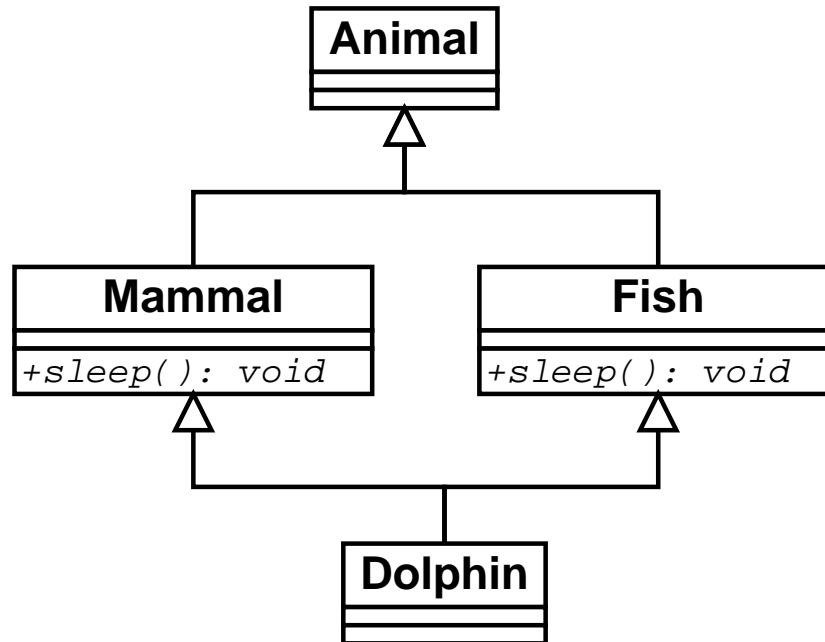 Animal
Mammal
Fish
+sleep(): void
+sleep(): void
Dolphin